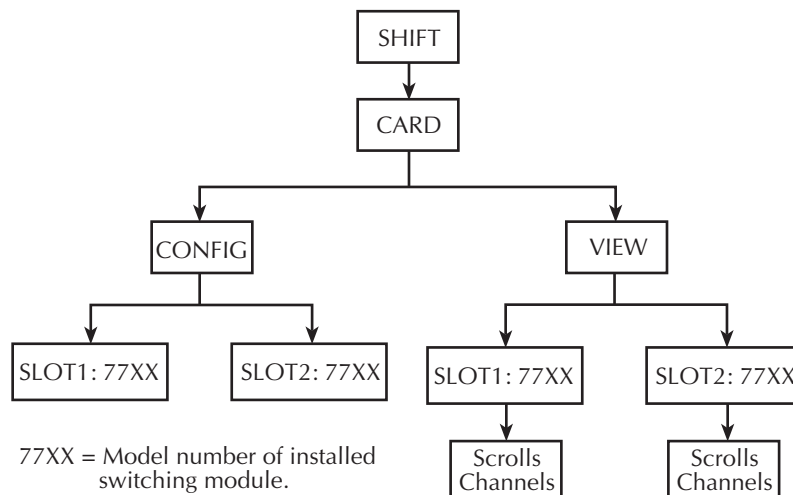 SHIFT
CARD
CONFIG
VIEW
SLOT1: 77XX
SLOT2: 77XX
SLOT1: 77XX
SLOT2: 77XX
77XX = Model number of installed
switching module.
Scrolls
Channels
Scrolls
Channels